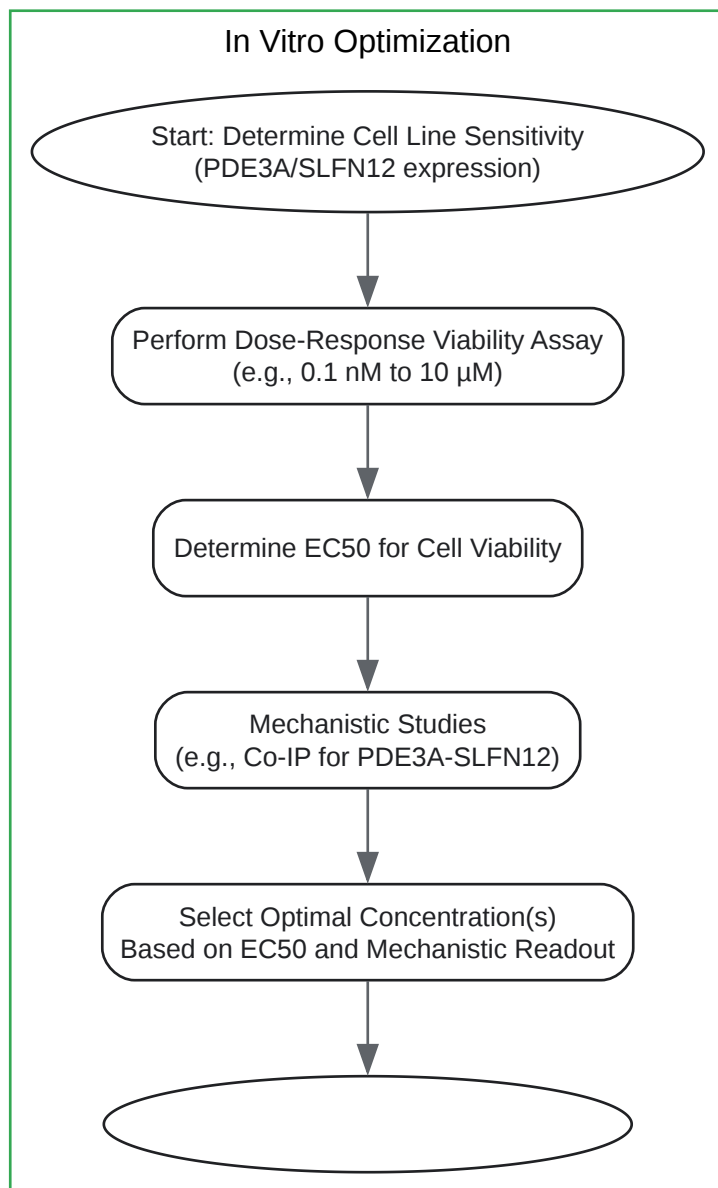 In Vitro Optimization
Start: Determine Cell Line Sensitivity
(PDE3A/SLFN12 expression)
Perform Dose-Response Viability Assay
(e.g., 0.1 nM to 10 µM)
Determine EC50 for Cell Viability
Mechanistic Studies
(e.g., Co-IP for PDE3A-SLFN12)
Select Optimal Concentration(s)
Based on EC50 and Mechanistic Readout